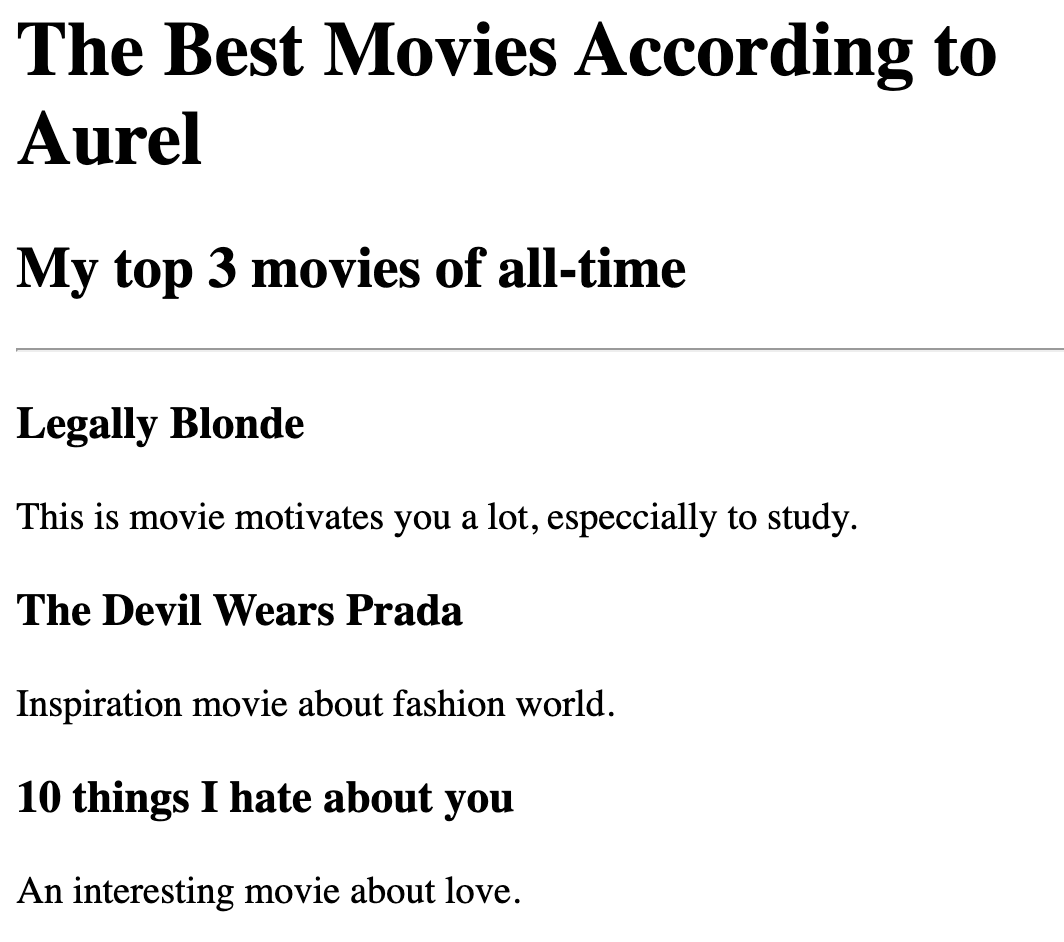 The Best Movies According to
Aurel
My top 3 movies of all-time
Legally Blonde
This is movie motivates you a lot, especcially to study.
The Devil Wears Prada
Inspiration movie about fashion world.
10 things I hate about you
An interesting movie about love.